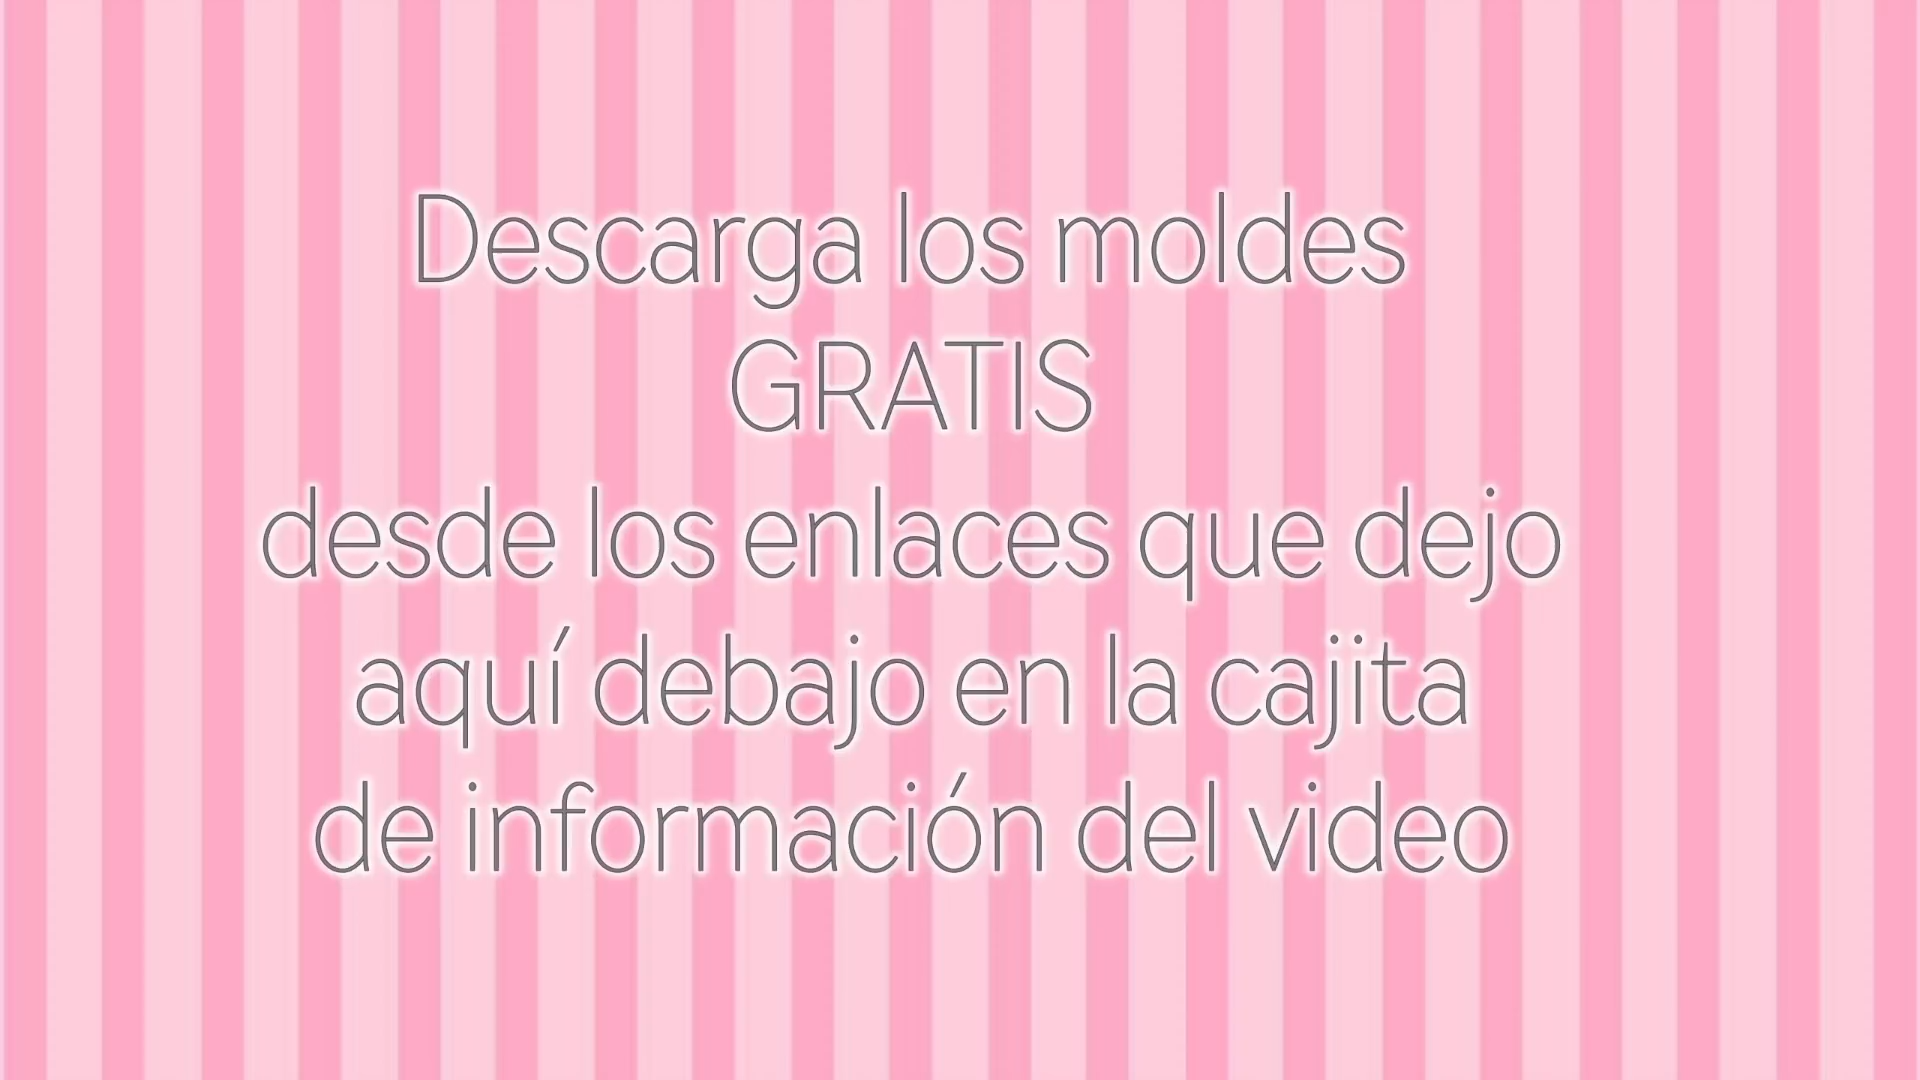 Descarga los moldes
GRATIS
desde los enlaces que dejo
aquí debajo en la cajita
de información del video